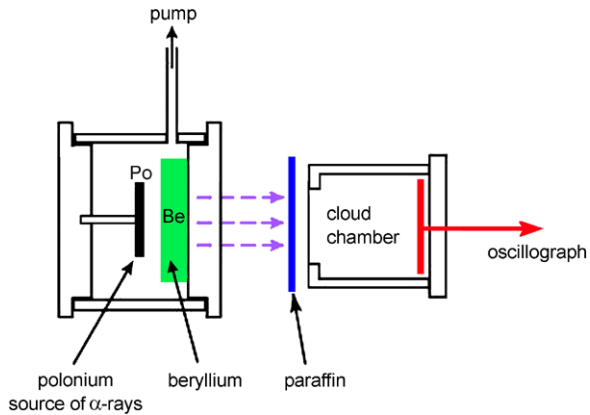 pump
Po
Be
cloud
chamber
oscillograph
polonium
source of α-rays
beryllium
paraffin